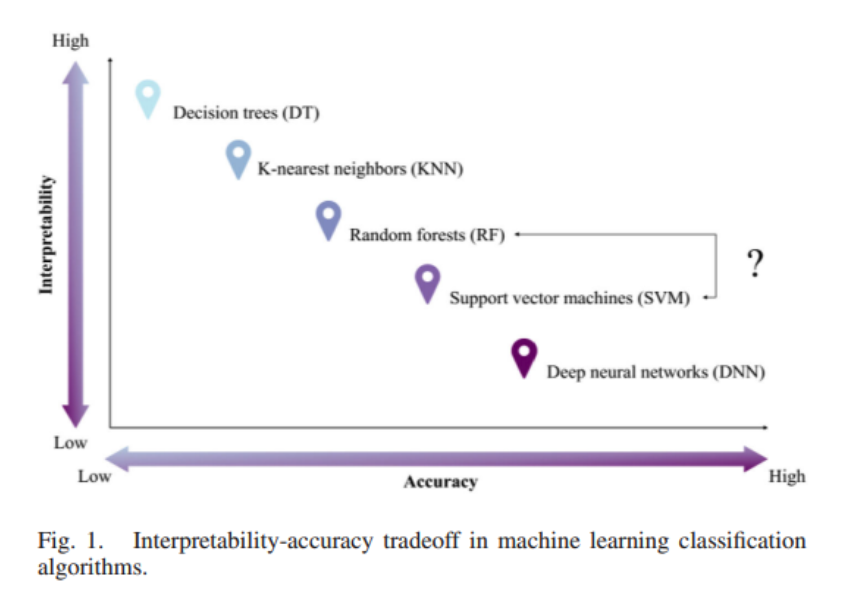 High
Decision trees (DT)
K-nearest neighbors (KNN)
Interpretability
Random forests (RF)
?
Support vector machines (SVM)
Deep neural networks (DNN)
Low
Low
Accuracy
High
Fig. 1. Interpretability-accuracy tradeoff in machine learning classification
algorithms.